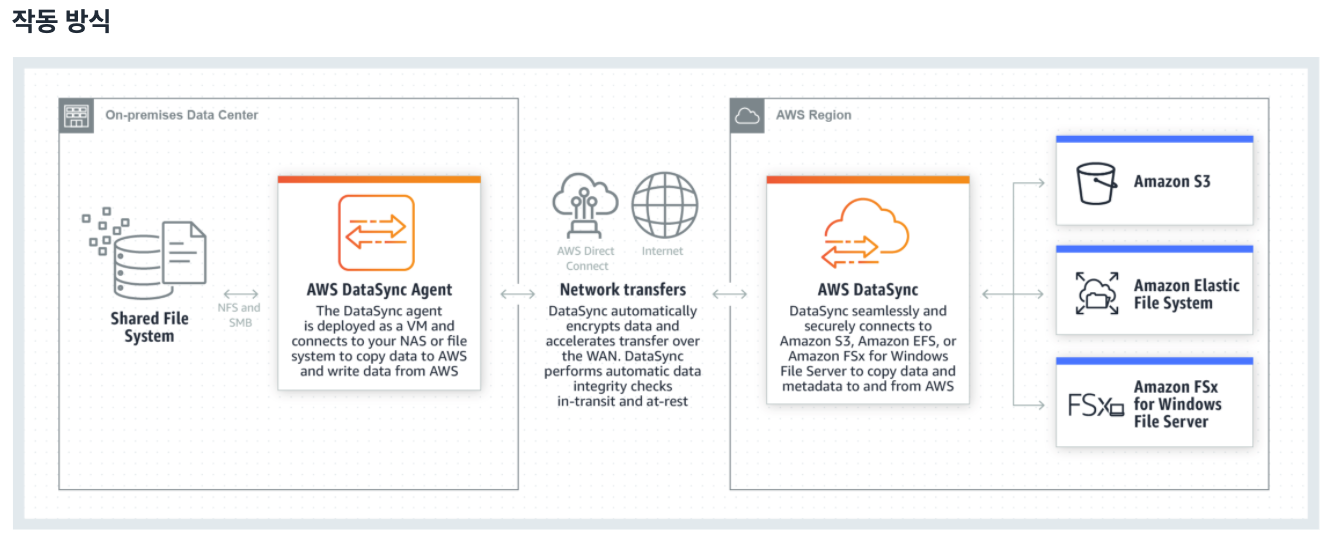 작동 방식
On-premises Data Center
Shared File
System
NFS and
SMB
AWS DataSync Agent
The DataSync agent
is deployed as a VM and
connects to your NAS or file
system to copy data to AWS
and write data from AWS
AWS Direct
Connect
Internet
Network transfers
DataSync automatically
encrypts data and
accelerates transfer over
the WAN. DataSync
performs automatic data
integrity checks
in-transit and at-rest
AWS Region
AWS DataSync
DataSync seamlessly and
securely connects to
Amazon S3, Amazon EFS, or
Amazon FSx for Windows
File Server to copy data and
metadata to and from AWS
Amazon S3
Amazon Elastic
File System
FSx
Amazon FSx
for Windows
File Server